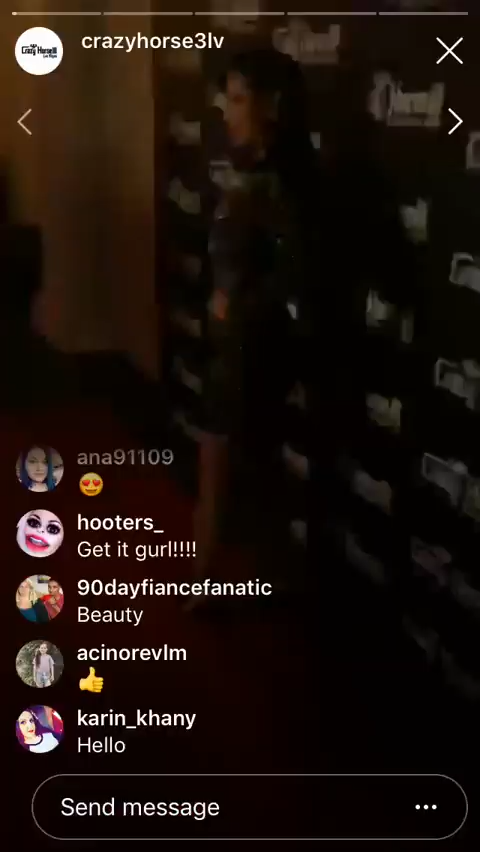 crazyhorse3lv
ana91109
😍
hooters_
Get it gurl!!!!
90dayfiancefanatic
Beauty
acinorevlm
👍
karin_khany
Hello
Send message